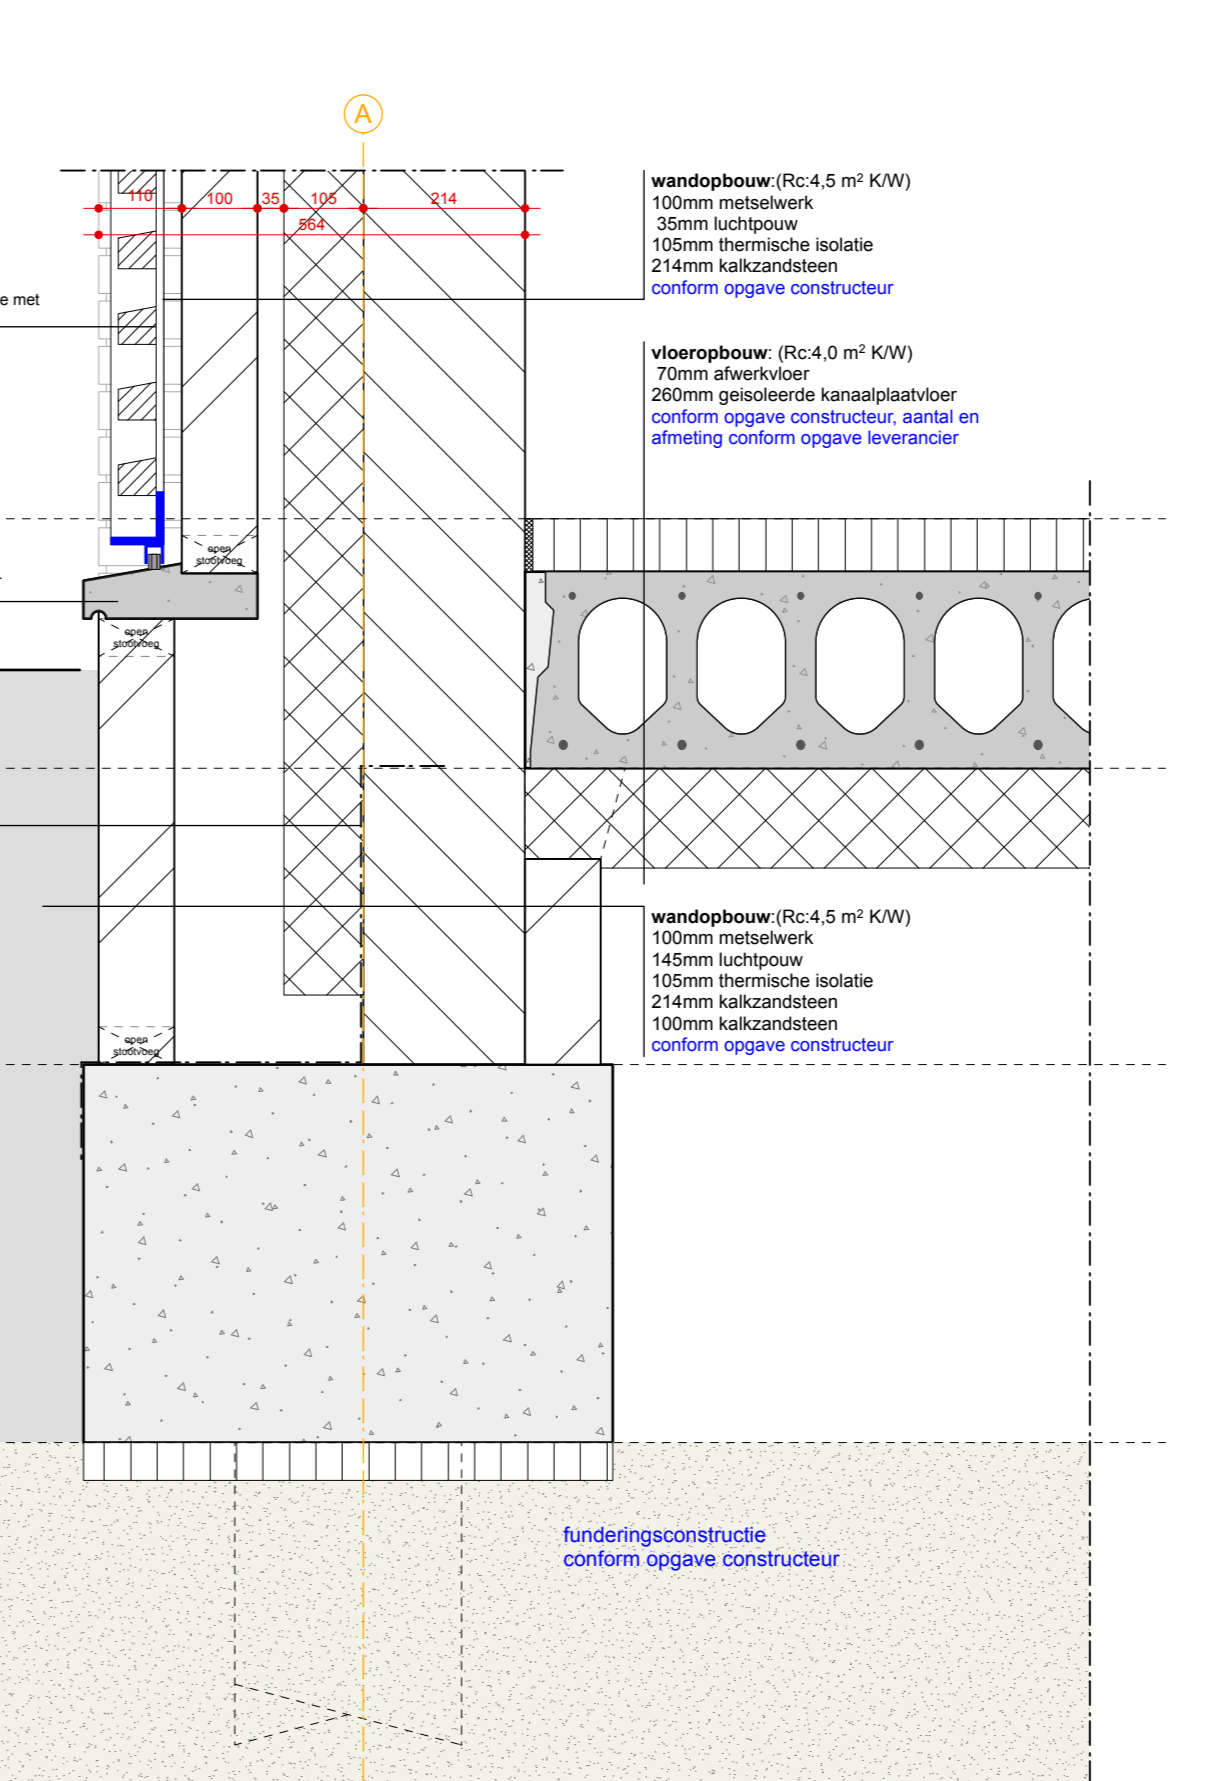 A
110 100 35 105 214
564
wandopbouw:(Rc:4,5 m² K/W)
100mm metselwerk
35mm luchtpouw
105mm thermische isolatie
214mm kalkzandsteen
conform opgave constructeur
e met
vloeropbouw: (Rc:4,0 m² K/W)
70mm afwerkvloer
260mm geisoleerde kanaalplaatvloer
conform opgave constructeur, aantal en
afmeting conform opgave leverancier
open
stootvoeg
open
stootvoeg
wandopbouw:(Rc:4,5 m² K/W)
100mm metselwerk
145mm luchtpouw
105mm thermische isolatie
214mm kalkzandsteen
100mm kalkzandsteen
conform opgave constructeur
open
stootvoeg
funderingsconstructie
conform opgave constructeur